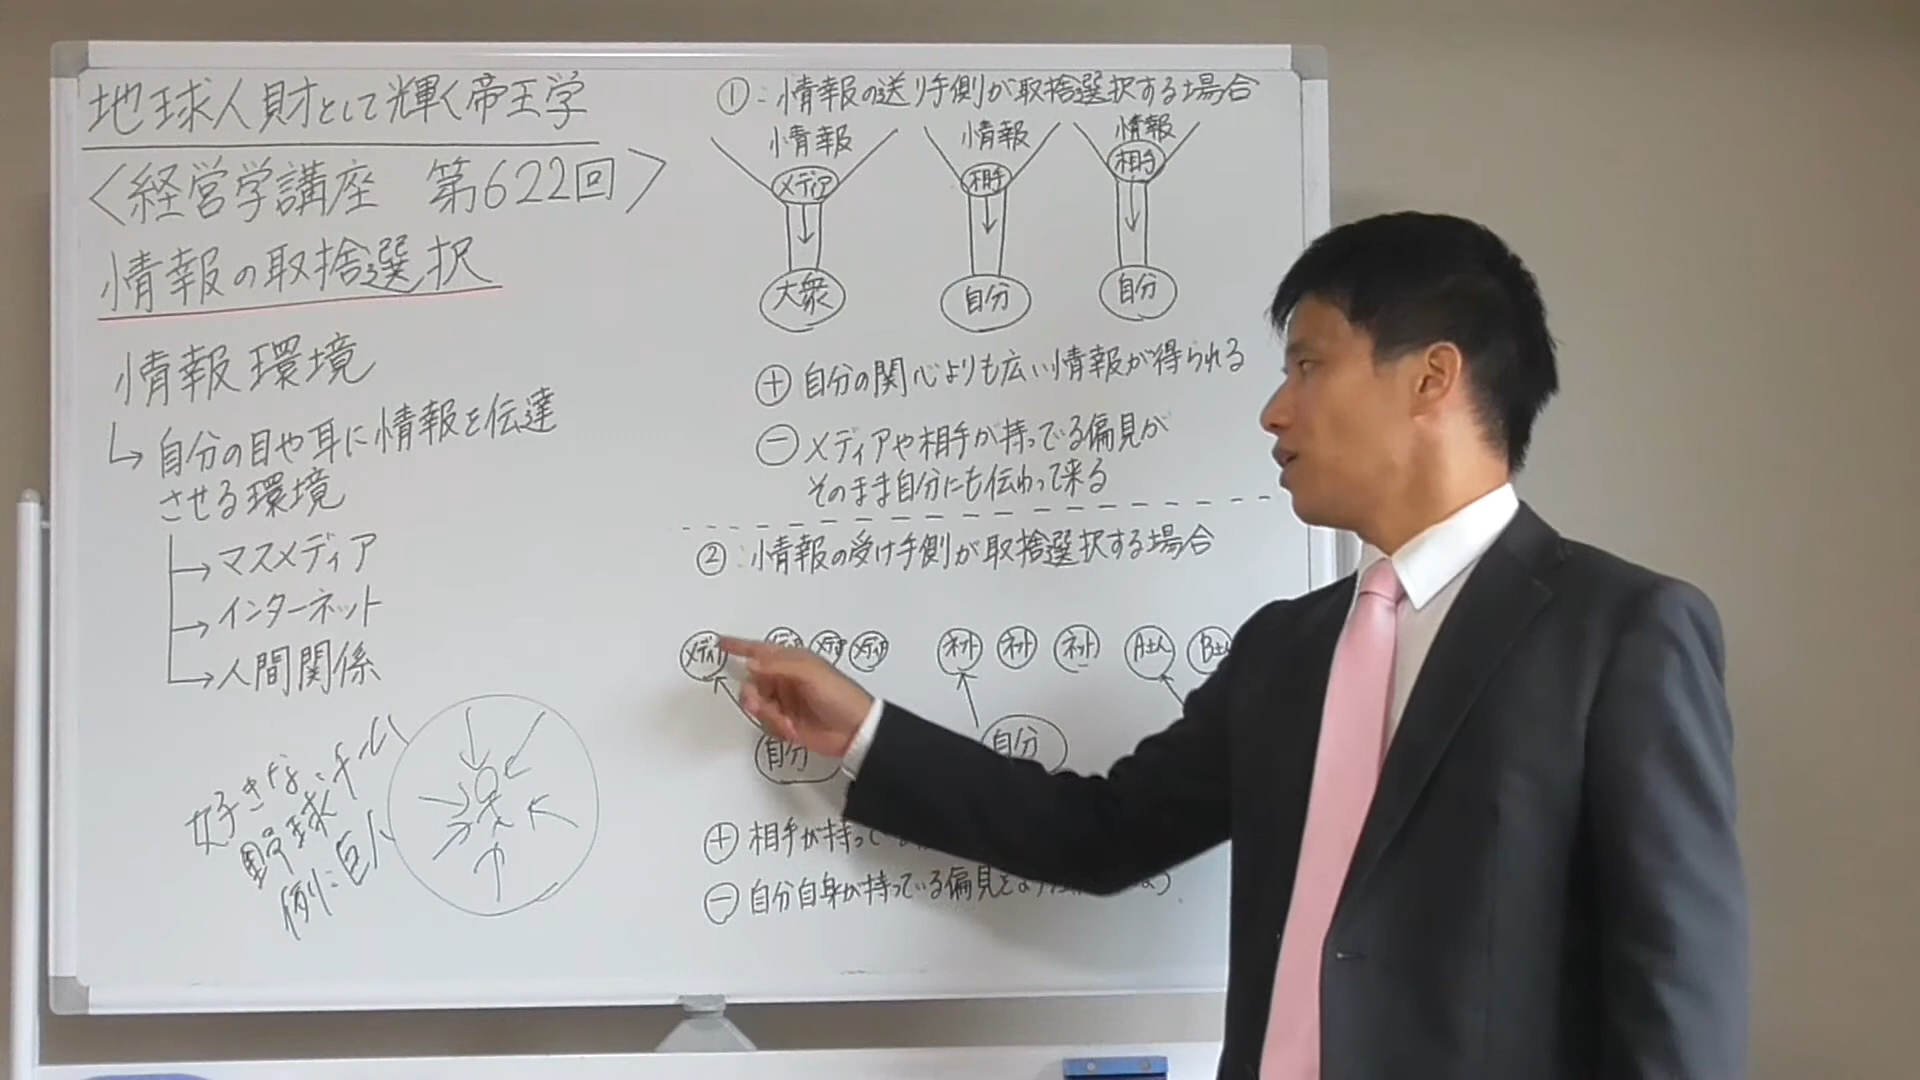 地球人財として輝く帝王学
〈経営学講座 第622回〉
情報の取捨選択
情報環境
↳ 自分の目や耳に情報を伝達
させる環境
→マスメディア
→インターネット
→人間関係
好きな
野球チーム
例:巨人
①:情報の送り手側が取捨選択する場合
情報 情報 情報
メディア 相手 相手
大衆 自分 自分
⊕ 自分の関心よりも広い情報が得られる
⊖ メディアや相手が持ってる偏見が
そのまま自分にも伝わって来る
②:情報の受け手側が取捨選択する場合
メディア メディア メディア ネット ネット ネット A士人
自分 自分
⊕ 相手が持って
⊖ 自分自身が持っている偏見を